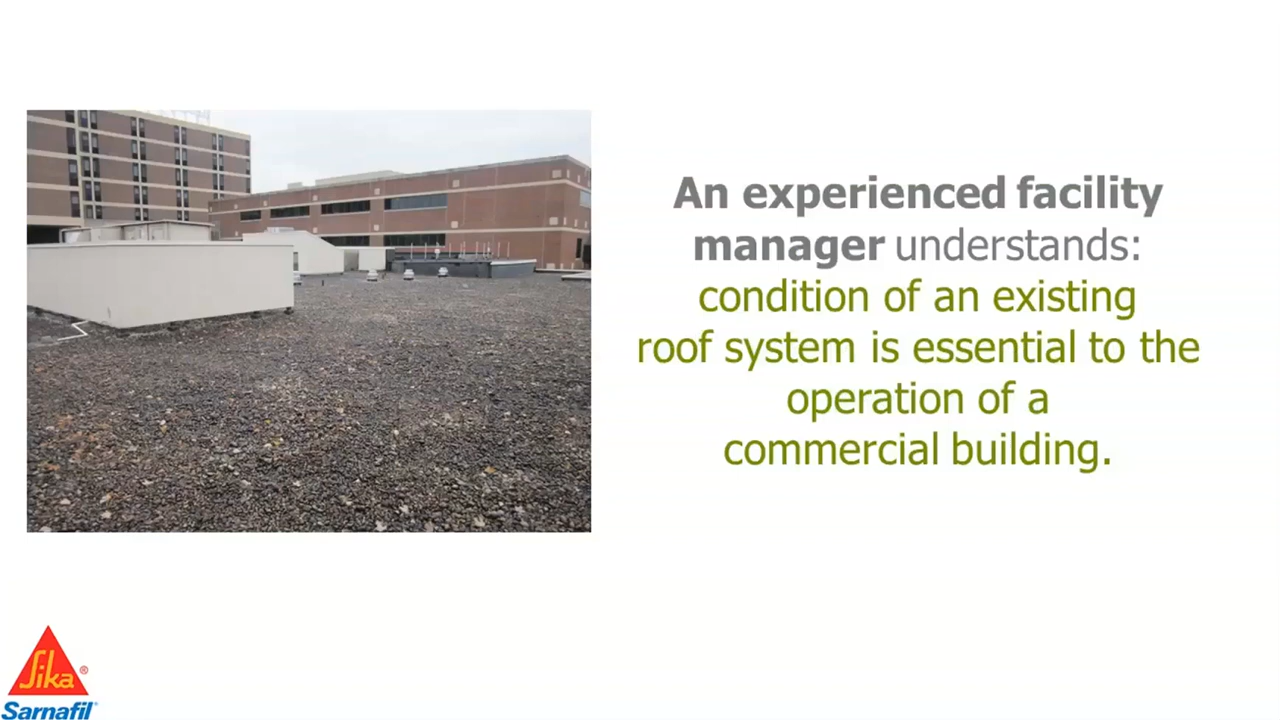 An experienced facility
manager understands:
condition of an existing
roof system is essential to the
operation of a
commercial building.
Sika®
Sarnafil®